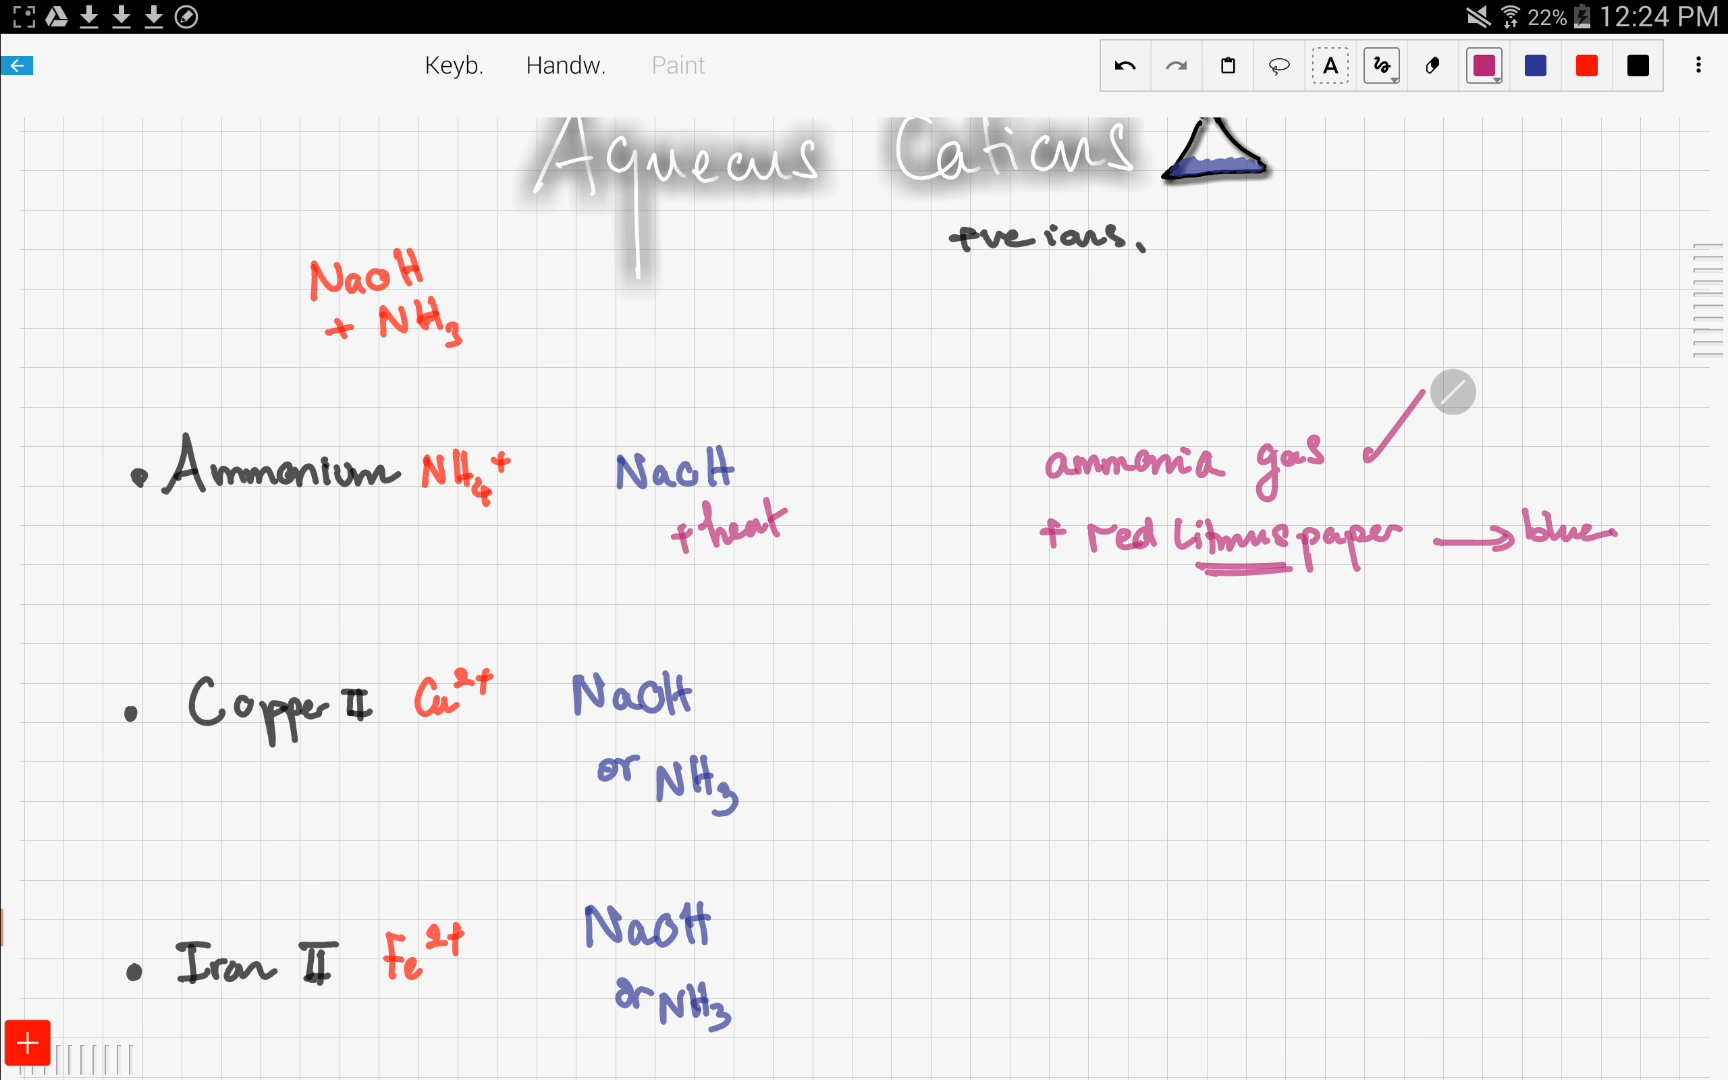 22% 12:24 PM
Keyb. Handw. Paint
A
Aqueous Cations
+ve ions.
NaOH
+ NH3
• Ammonium NH4+ NaOH
+ heat
ammonia gas ✓
+ red litmus paper → blue
• Copper II Cu2+ NaOH
or NH3
• Iron II Fe2+ NaOH
or NH3